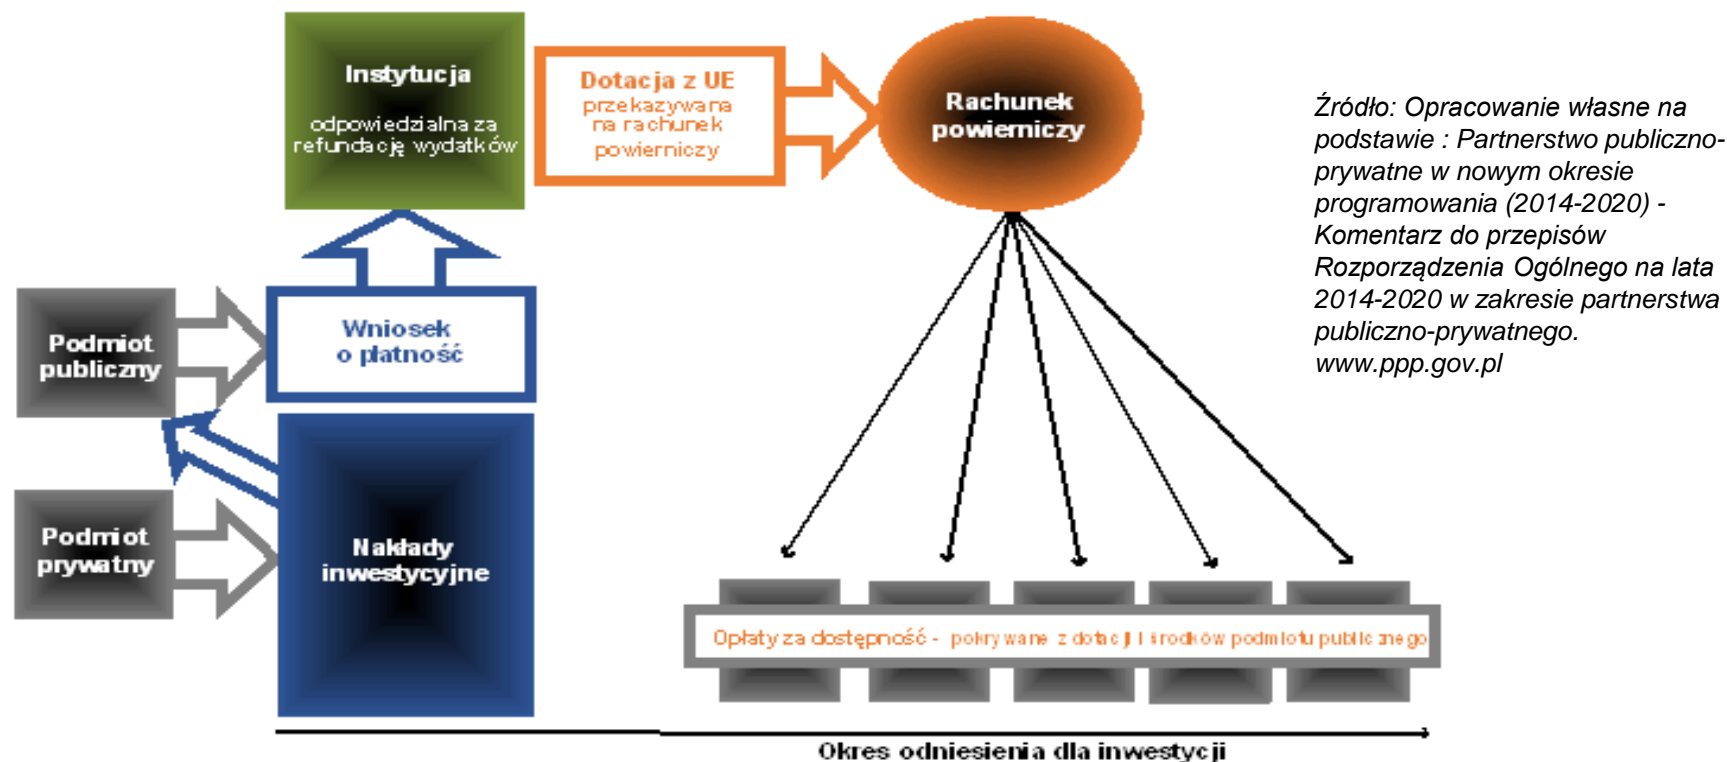 Instytucja
odpowiedzialna za
refundację wydatków
Dotacja z UE
przekazywana
na rachunek
powierniczy
Rachunek
powierniczy
Źródło: Opracowanie własne na
podstawie : Partnerstwo publiczno-
prywatne w nowym okresie
programowania (2014-2020) -
Komentarz do przepisów
Rozporządzenia Ogólnego na lata
2014-2020 w zakresie partnerstwa
publiczno-prywatnego.
www.ppp.gov.pl
Podmiot
publiczny
Wniosek
o płatność
Podmiot
prywatny
Nakłady
inwestycyjne
Opłaty za dostępność - pokrywane z dotacji i środków podmiotu publicznego
Okres odniesienia dla inwestycji